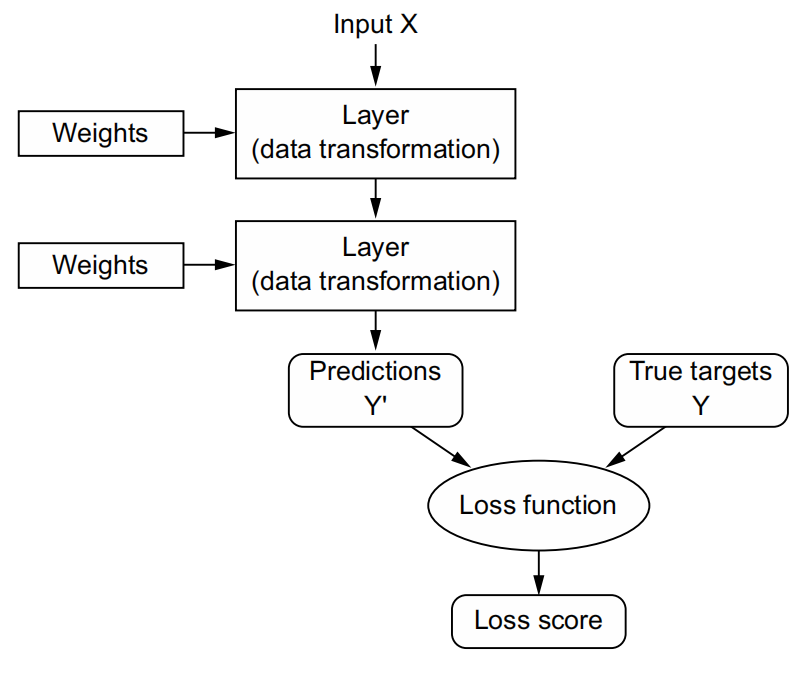 Input X
Weights
Layer
(data transformation)
Weights
Layer
(data transformation)
Predictions
Y'
True targets
Y
Loss function
Loss score